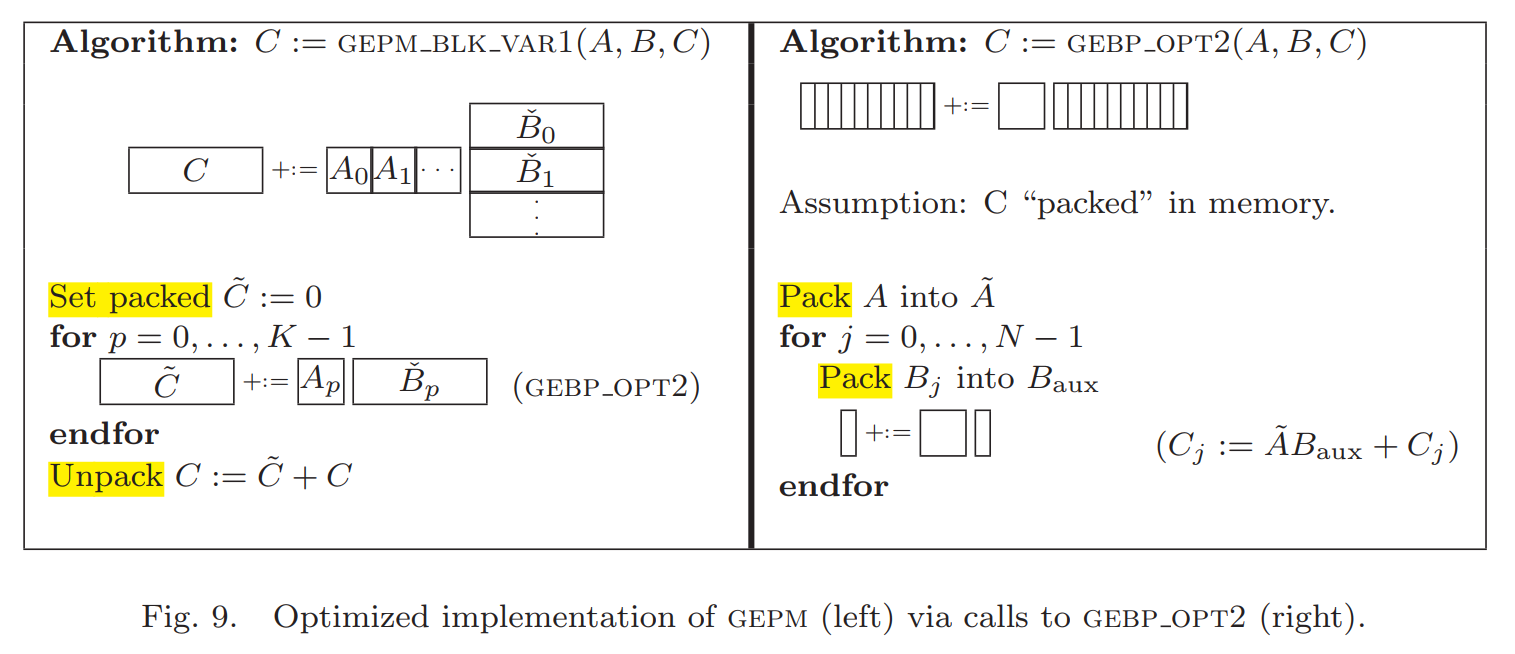 Algorithm: C := GEPM_BLK_VAR1(A, B, C)
B̌₀
C +:= A₀ A₁ ··· B̌₁
⋮
Set packed C̃ := 0
for p = 0, . . . , K − 1
C̃ +:= Aₚ B̌ₚ (GEBP_OPT2)
endfor
Unpack C := C̃ + C
Algorithm: C := GEBP_OPT2(A, B, C)
+:=
Assumption: C “packed” in memory.
Pack A into Ã
for j = 0, . . . , N − 1
Pack Bⱼ into Bₐᵤₓ
+:= (Cⱼ := ÃBₐᵤₓ + Cⱼ)
endfor
Fig. 9. Optimized implementation of GEPM (left) via calls to GEBP_OPT2 (right).